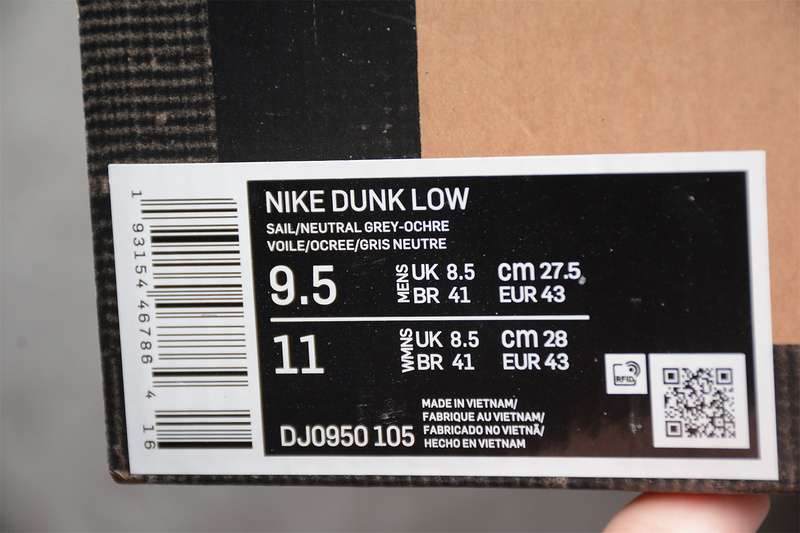 NIKE DUNK LOW
SAIL/NEUTRAL GREY-OCHRE
VOILE/OCREE/GRIS NEUTRE
9.5 MENS UK 8.5 cm 27.5
BR 41 EUR 43
11 WMNS UK 8.5 cm 28
BR 41 EUR 43
RFID
DJ0950 105
MADE IN VIETNAM/
FABRIQUE AU VIETNAM/
FABRICADO NO VIETNÃ/
HECHO EN VIETNAM
1 93154 46786 4 16